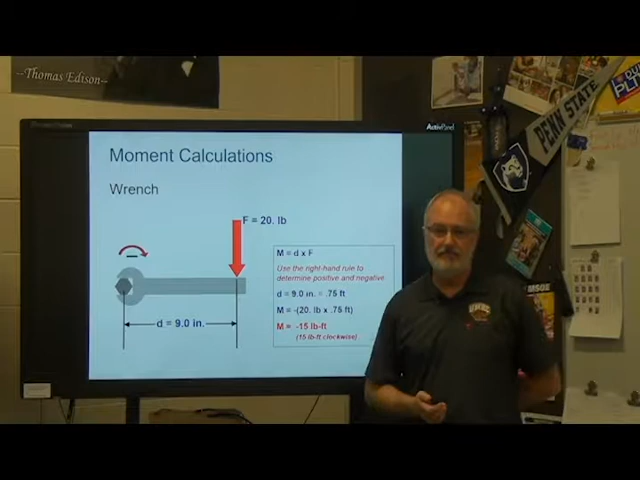 --Thomas Edison--
ActivPanel
Moment Calculations
Wrench
F = 20. lb
M = d x F
Use the right-hand rule to
determine positive and negative.
d = 9.0 in. = .75 ft
M = -(20. lb x .75 ft)
M = -15 lb-ft
(15 lb-ft clockwise)
d = 9.0 in.
PENN STATE